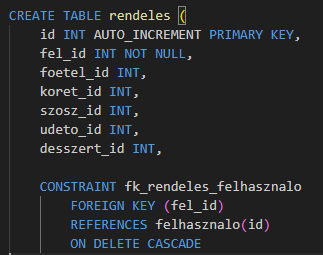 CREATE TABLE rendeles (
id INT AUTO_INCREMENT PRIMARY KEY,
fel_id INT NOT NULL,
foetel_id INT,
koret_id INT,
szosz_id INT,
udeto_id INT,
desszert_id INT,
CONSTRAINT fk_rendeles_felhasznalo
FOREIGN KEY (fel_id)
REFERENCES felhasznalo(id)
ON DELETE CASCADE